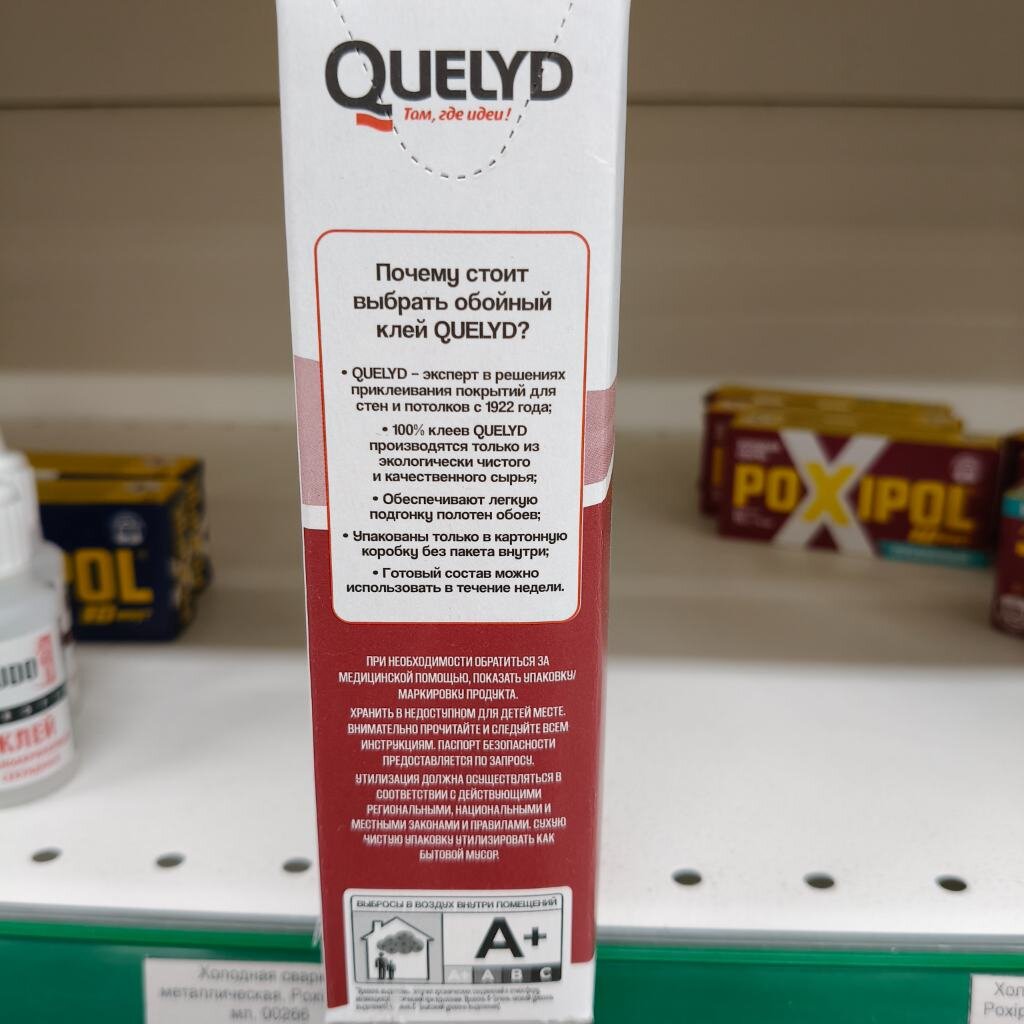 QUELYD
Там, где идеи!
Почему стоит
выбрать обойный
клей QUELYD?
• QUELYD – эксперт в решениях
приклеивания покрытий для
стен и потолков с 1922 года;
• 100% клеев QUELYD
производятся только из
экологически чистого
и качественного сырья;
• Обеспечивают легкую
подгонку полотен обоев;
• Упакованы только в картонную
коробку без пакета внутри;
• Готовый состав можно
использовать в течение недели.
ПРИ НЕОБХОДИМОСТИ ОБРАТИТЬСЯ ЗА
МЕДИЦИНСКОЙ ПОМОЩЬЮ, ПОКАЗАТЬ УПАКОВКУ/
МАРКИРОВКУ ПРОДУКТА.
ХРАНИТЬ В НЕДОСТУПНОМ ДЛЯ ДЕТЕЙ МЕСТЕ.
ВНИМАТЕЛЬНО ПРОЧИТАЙТЕ И СЛЕДУЙТЕ ВСЕМ
ИНСТРУКЦИЯМ. ПАСПОРТ БЕЗОПАСНОСТИ
ПРЕДОСТАВЛЯЕТСЯ ПО ЗАПРОСУ.
УТИЛИЗАЦИЯ ДОЛЖНА ОСУЩЕСТВЛЯТЬСЯ В
СООТВЕТСТВИИ С ДЕЙСТВУЮЩИМИ
РЕГИОНАЛЬНЫМИ, НАЦИОНАЛЬНЫМИ И
МЕСТНЫМИ ЗАКОНАМИ И ПРАВИЛАМИ. СУХУЮ
ЧИСТУЮ УПАКОВКУ УТИЛИЗИРОВАТЬ КАК
БЫТОВОЙ МУСОР.
ВЫБРОСЫ В ВОЗДУХ ВНУТРИ ПОМЕЩЕНИЙ
A+
A+ A B C
POXIPOL
POL
КЛЕЙ
Холодная свар
металлическая. Poxi
мл. 00266
Хол
Poxip